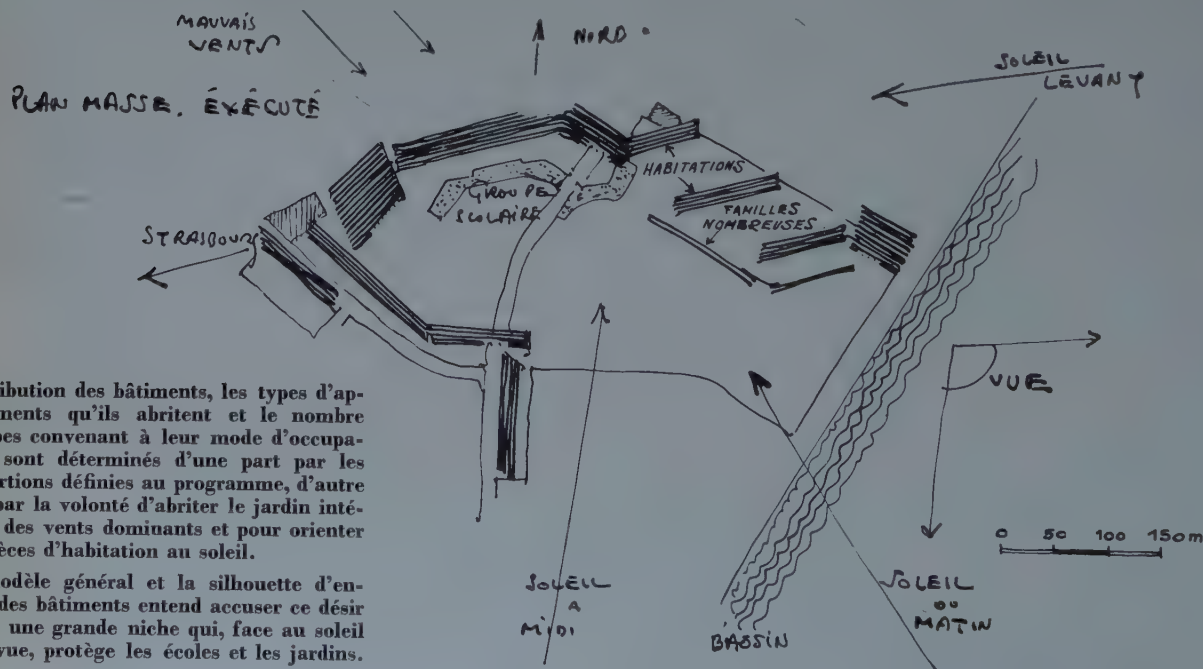 MAUVAIS
VENTS
NORD
SOLEIL
LEVANT
PLAN MASSE. ÉXÉCUTÉ
HABITATIONS
GROUPE
SCOLAIRE
FAMILLES
NOMBREUSES
STRASBOURG
VUE
ibution des bâtiments, les types d'ap-
ments qu'ils abritent et le nombre
pes convenant à leur mode d'occupa-
sont déterminés d'une part par les
rtions définies au programme, d'autre
par la volonté d'abriter le jardin inté-
des vents dominants et pour orienter
èces d'habitation au soleil.
odèle général et la silhouette d'en-
des bâtiments entend accuser ce désir
une grande niche qui, face au soleil
vue, protège les écoles et les jardins.
0 50 100 150m
SOLEIL
A
MIDI
BASSIN
SOLEIL
DU
MATIN